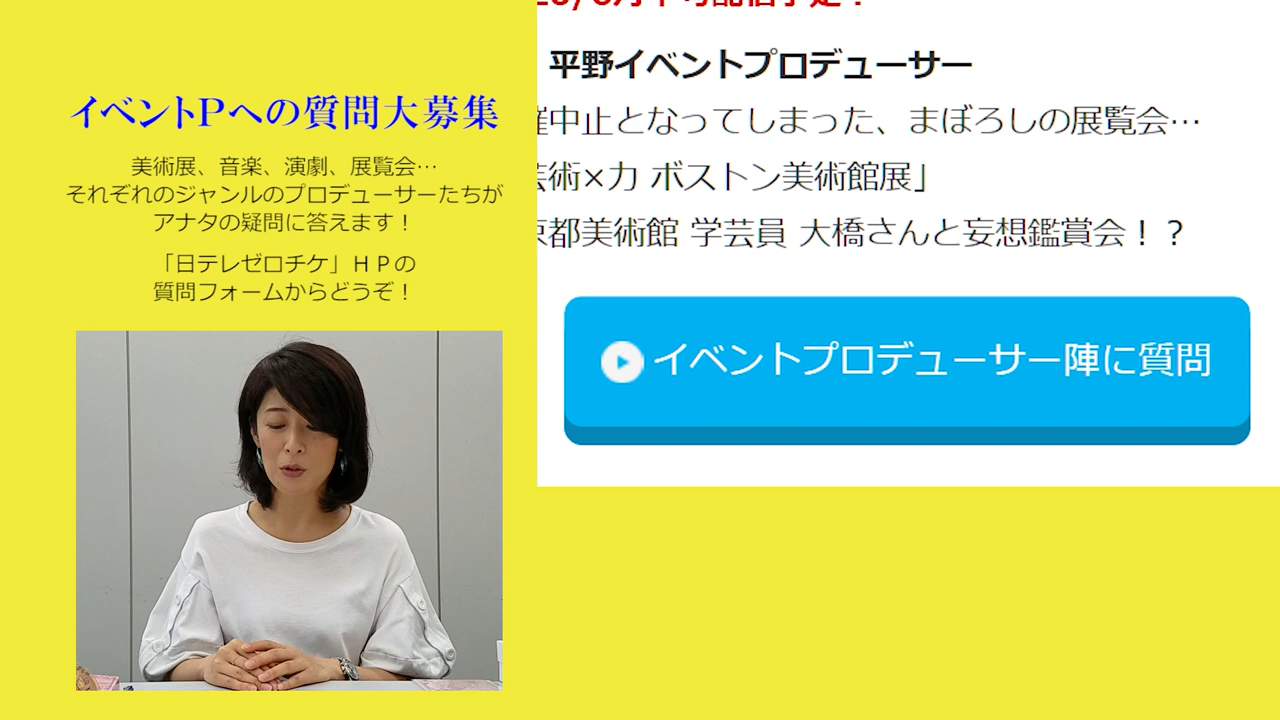 イベントPへの質問大募集
美術展、音楽、演劇、展覧会…
それぞれのジャンルのプロデューサーたちが
アナタの疑問に答えます！
「日テレゼロチケ」ＨＰの
質問フォームからどうぞ！
平野イベントプロデューサー
中止となってしまった、まぼろしの展覧会…
術×力 ボストン美術館展」
都美術館 学芸員 大橋さんと妄想鑑賞会！？
イベントプロデューサー陣に質問